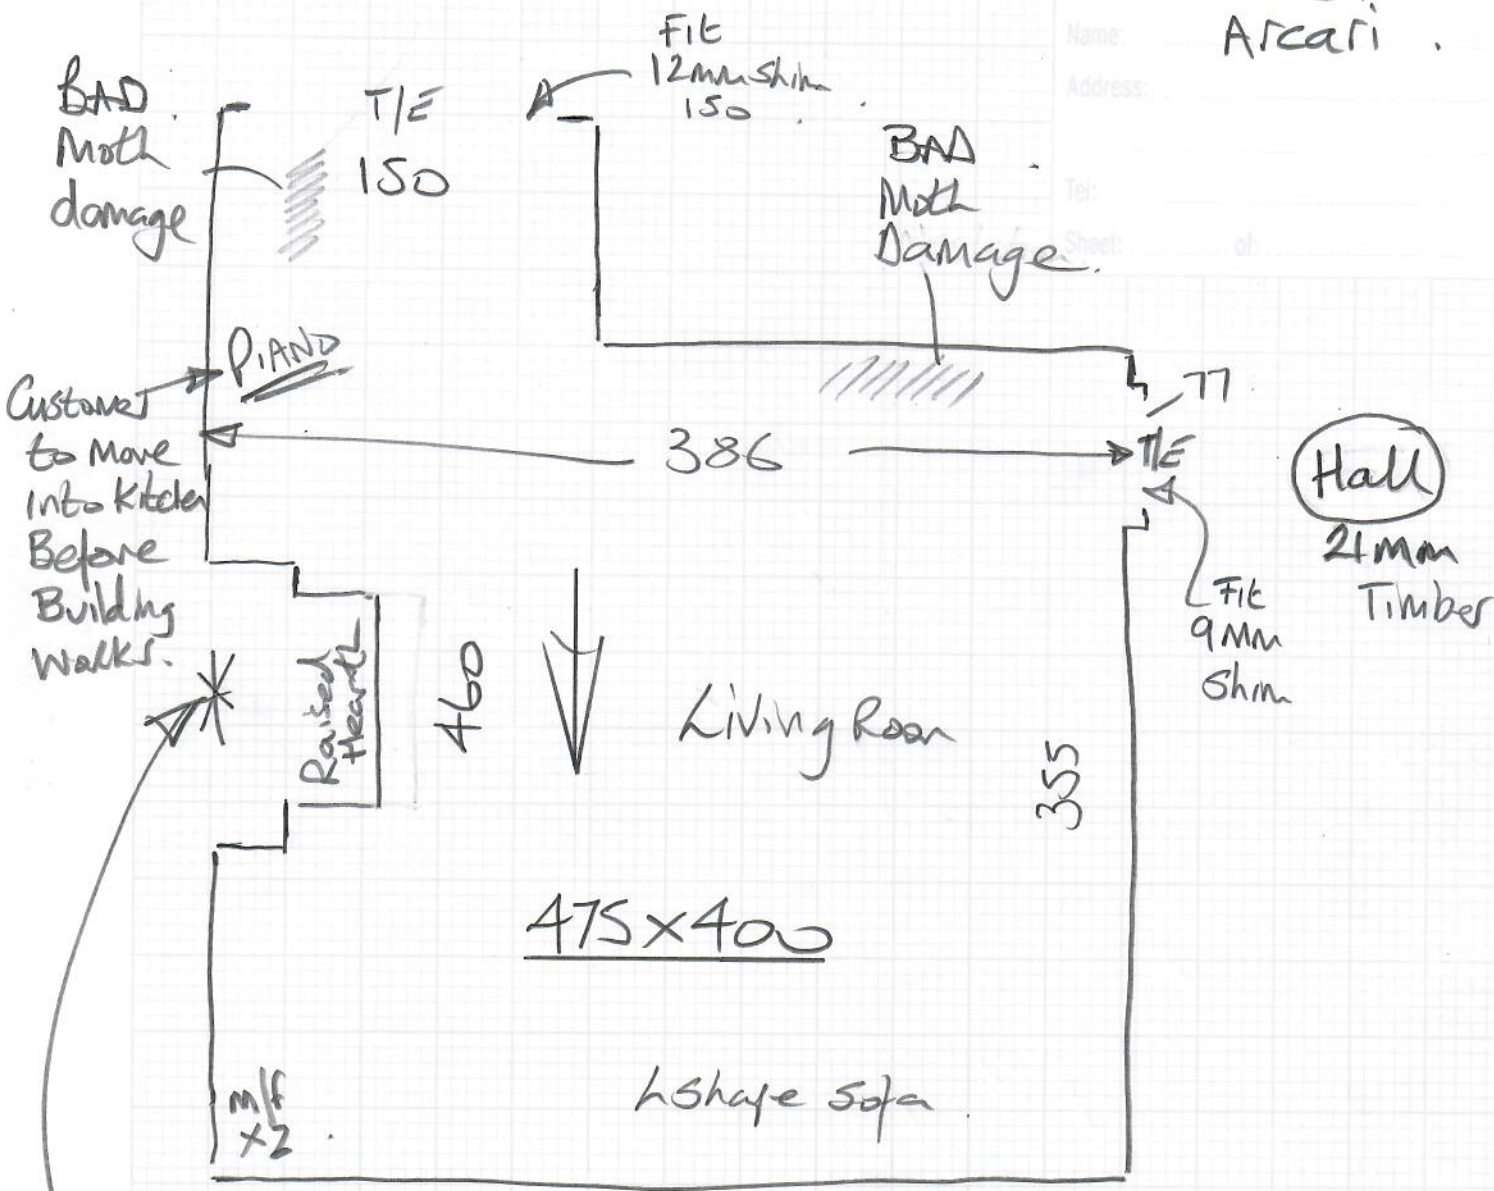 Name:
Arcari .
Address:
Tel:
Sheet: of:
Fit
12mm Shim
150 .
BAD .
Moth
damage
T/E
150
BAD .
Moth
Damage.
PIANO
Customer
to Move
Into Kitchen
Before
Building
Works.
386
77
T/E
Hall
21mm
Timber
Fit
9MM
Shim
Raised
Hearth
460
Living Room
355
475x400
m/f
x2 .
Lshape Sofa .